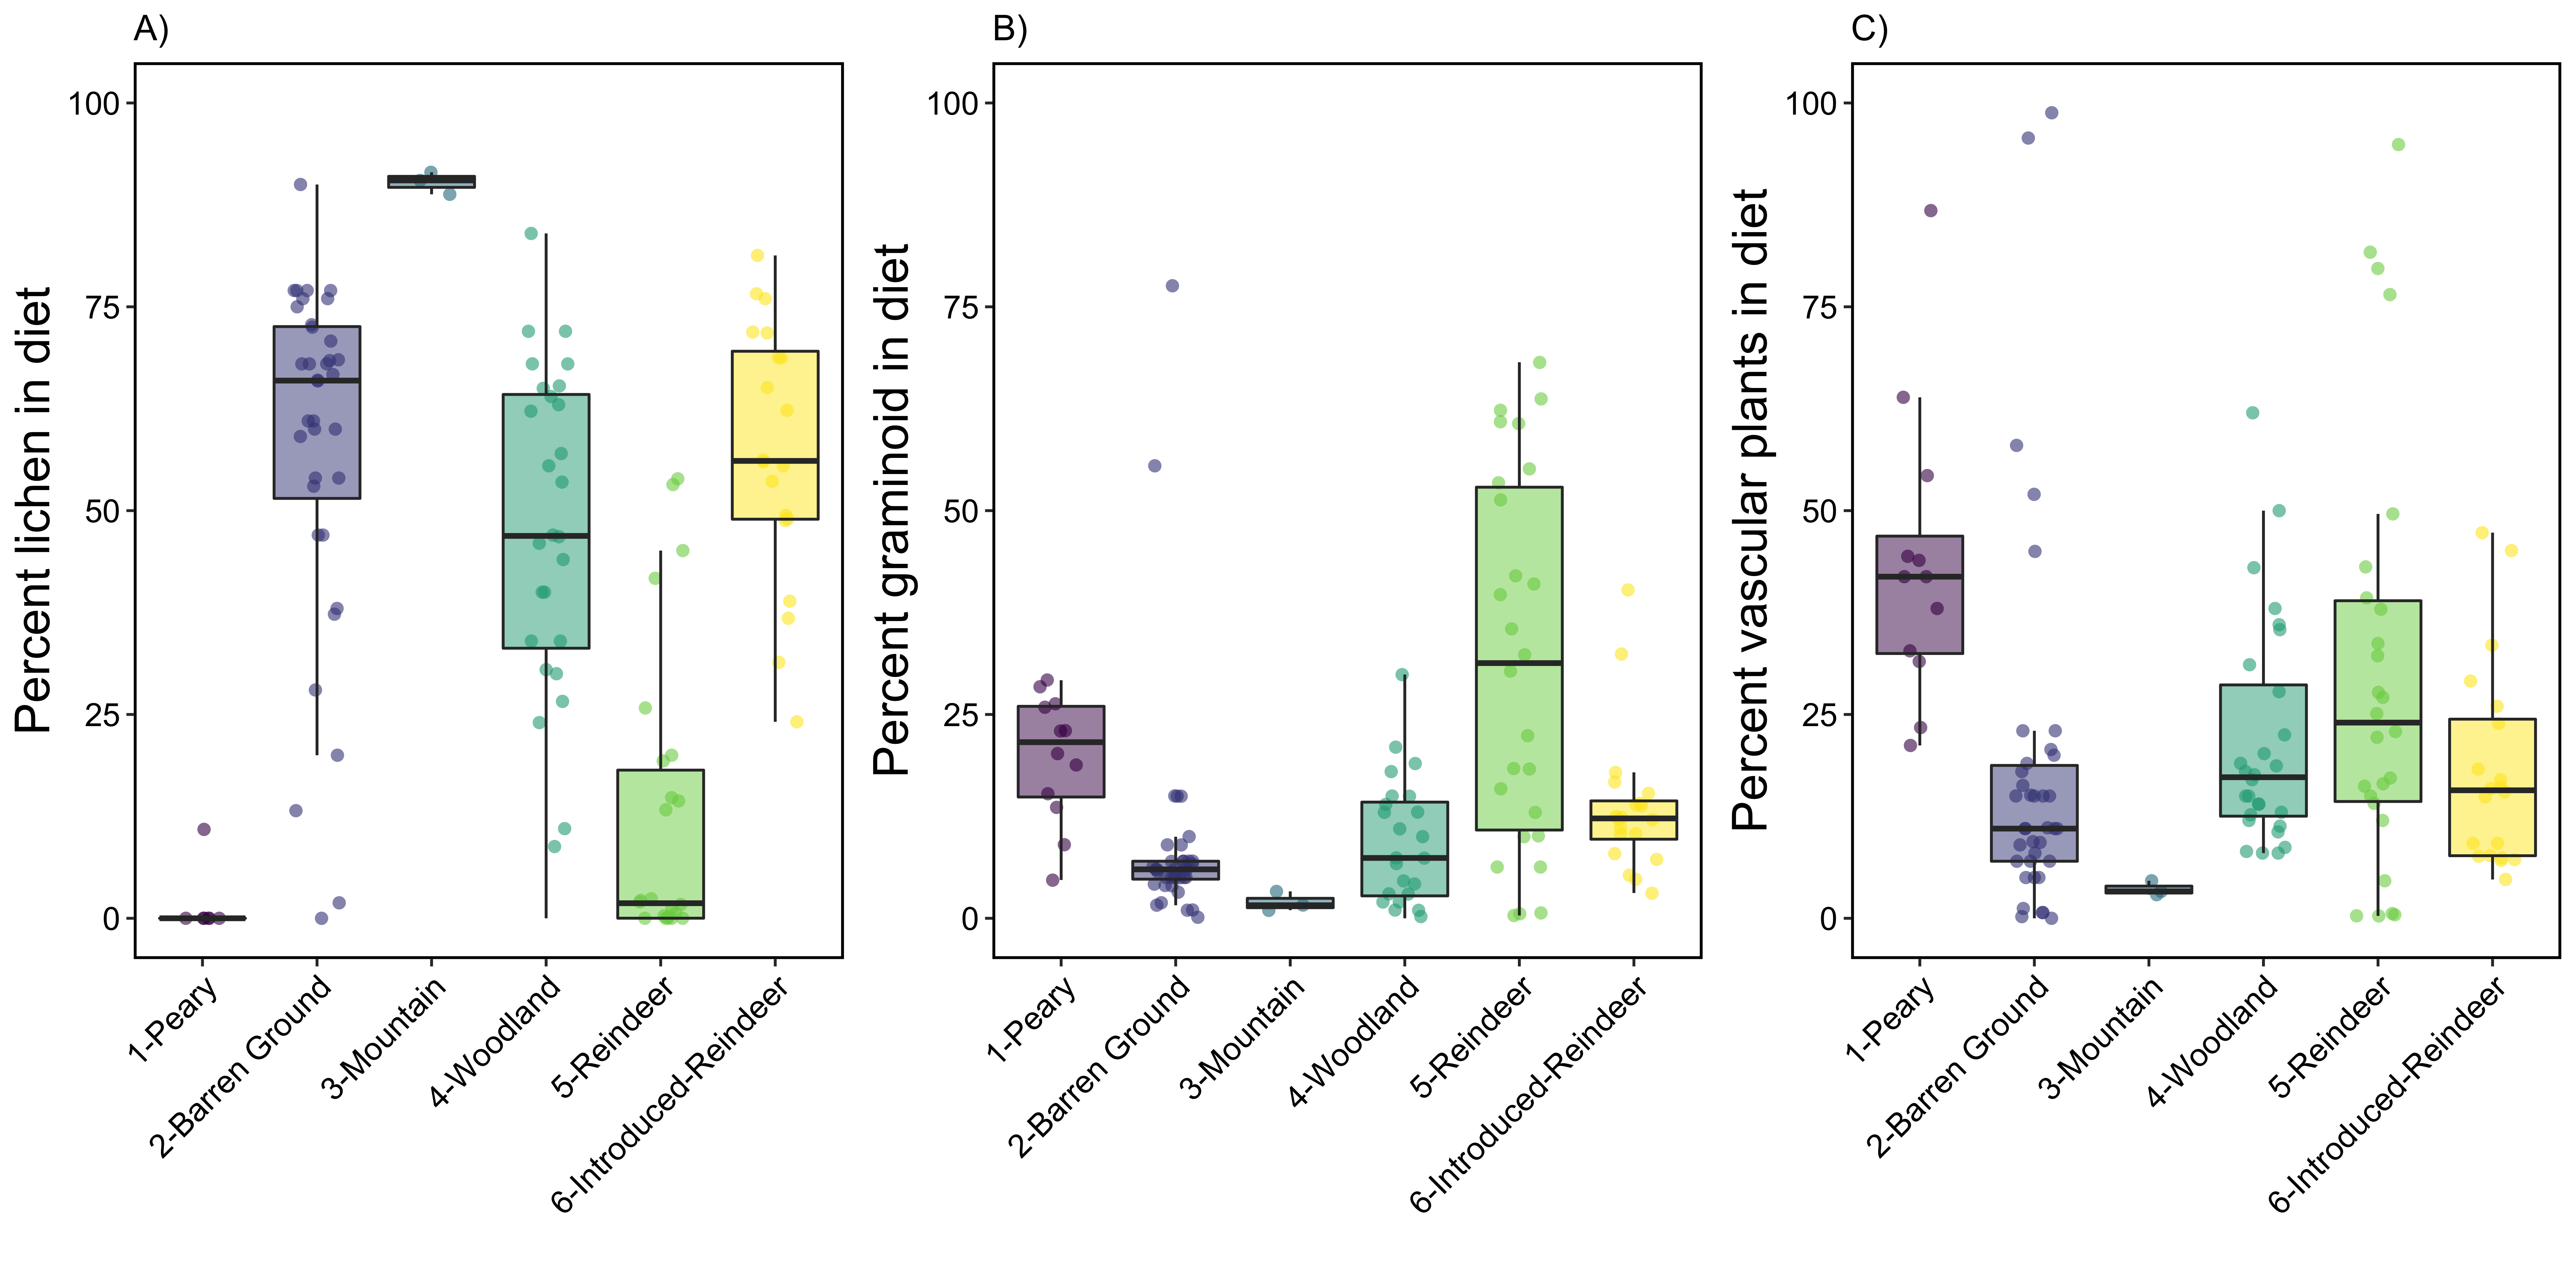 A)
Percent lichen in diet
100
75
50
25
0
1-Peary
2-Barren Ground
3-Mountain
4-Woodland
5-Reindeer
6-Introduced-Reindeer
B)
Percent graminoid in diet
100
75
50
25
0
1-Peary
2-Barren Ground
3-Mountain
4-Woodland
5-Reindeer
6-Introduced-Reindeer
C)
Percent vascular plants in diet
100
75
50
25
0
1-Peary
2-Barren Ground
3-Mountain
4-Woodland
5-Reindeer
6-Introduced-Reindeer